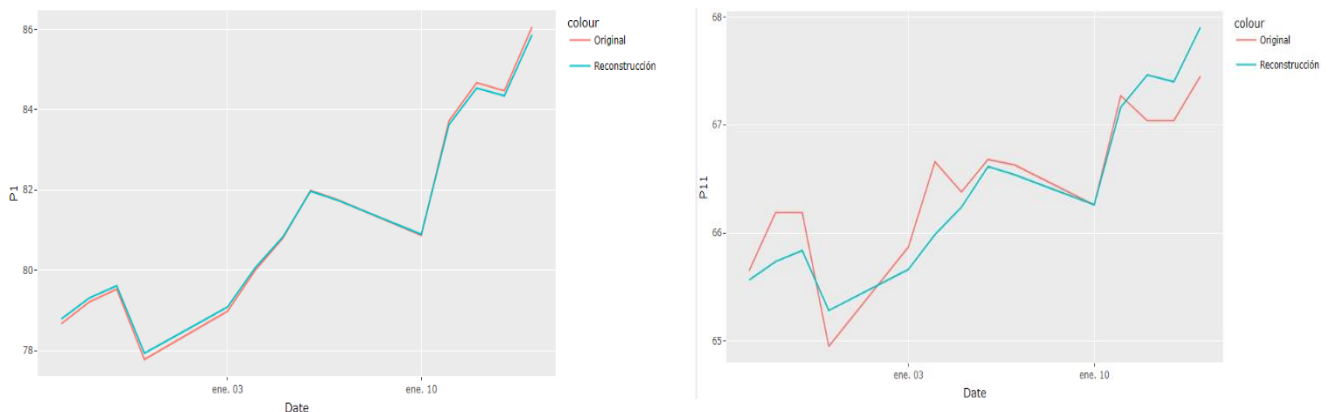 86
84
82
80
78
P1
ene. 03
ene. 10
Date
colour
Original
Reconstrucción
68
67
66
65
P11
ene. 03
ene. 10
Date
colour
Original
Reconstrucción